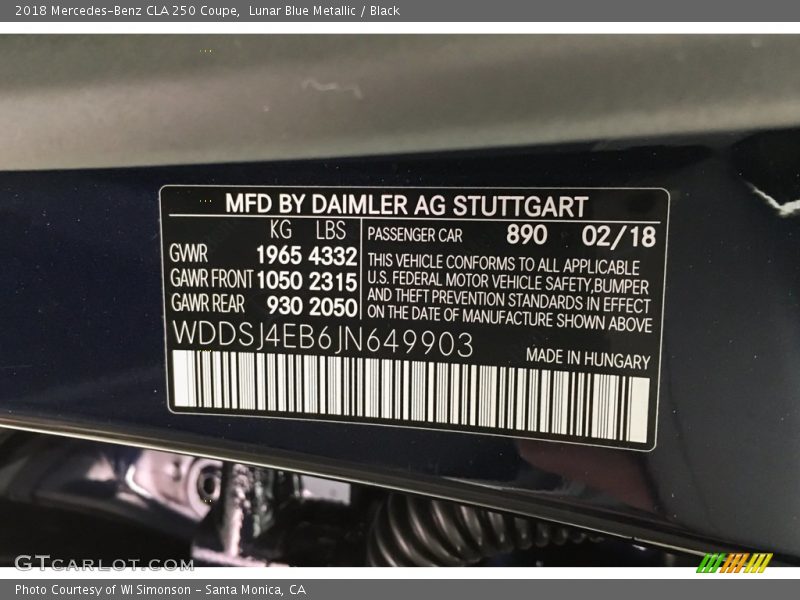 2018 Mercedes-Benz CLA 250 Coupe,  Lunar Blue Metallic / Black
MFD BY DAIMLER AG STUTTGART
KG LBS
GWR 1965 4332
GAWR FRONT 1050 2315
GAWR REAR 930 2050
PASSENGER CAR 890 02/18
THIS VEHICLE CONFORMS TO ALL APPLICABLE
U.S. FEDERAL MOTOR VEHICLE SAFETY,BUMPER
AND THEFT PREVENTION STANDARDS IN EFFECT
ON THE DATE OF MANUFACTURE SHOWN ABOVE
WDDSJ4EB6JN649903
MADE IN HUNGARY
GTCARLOT.COM
Photo Courtesy of WI Simonson - Santa Monica, CA